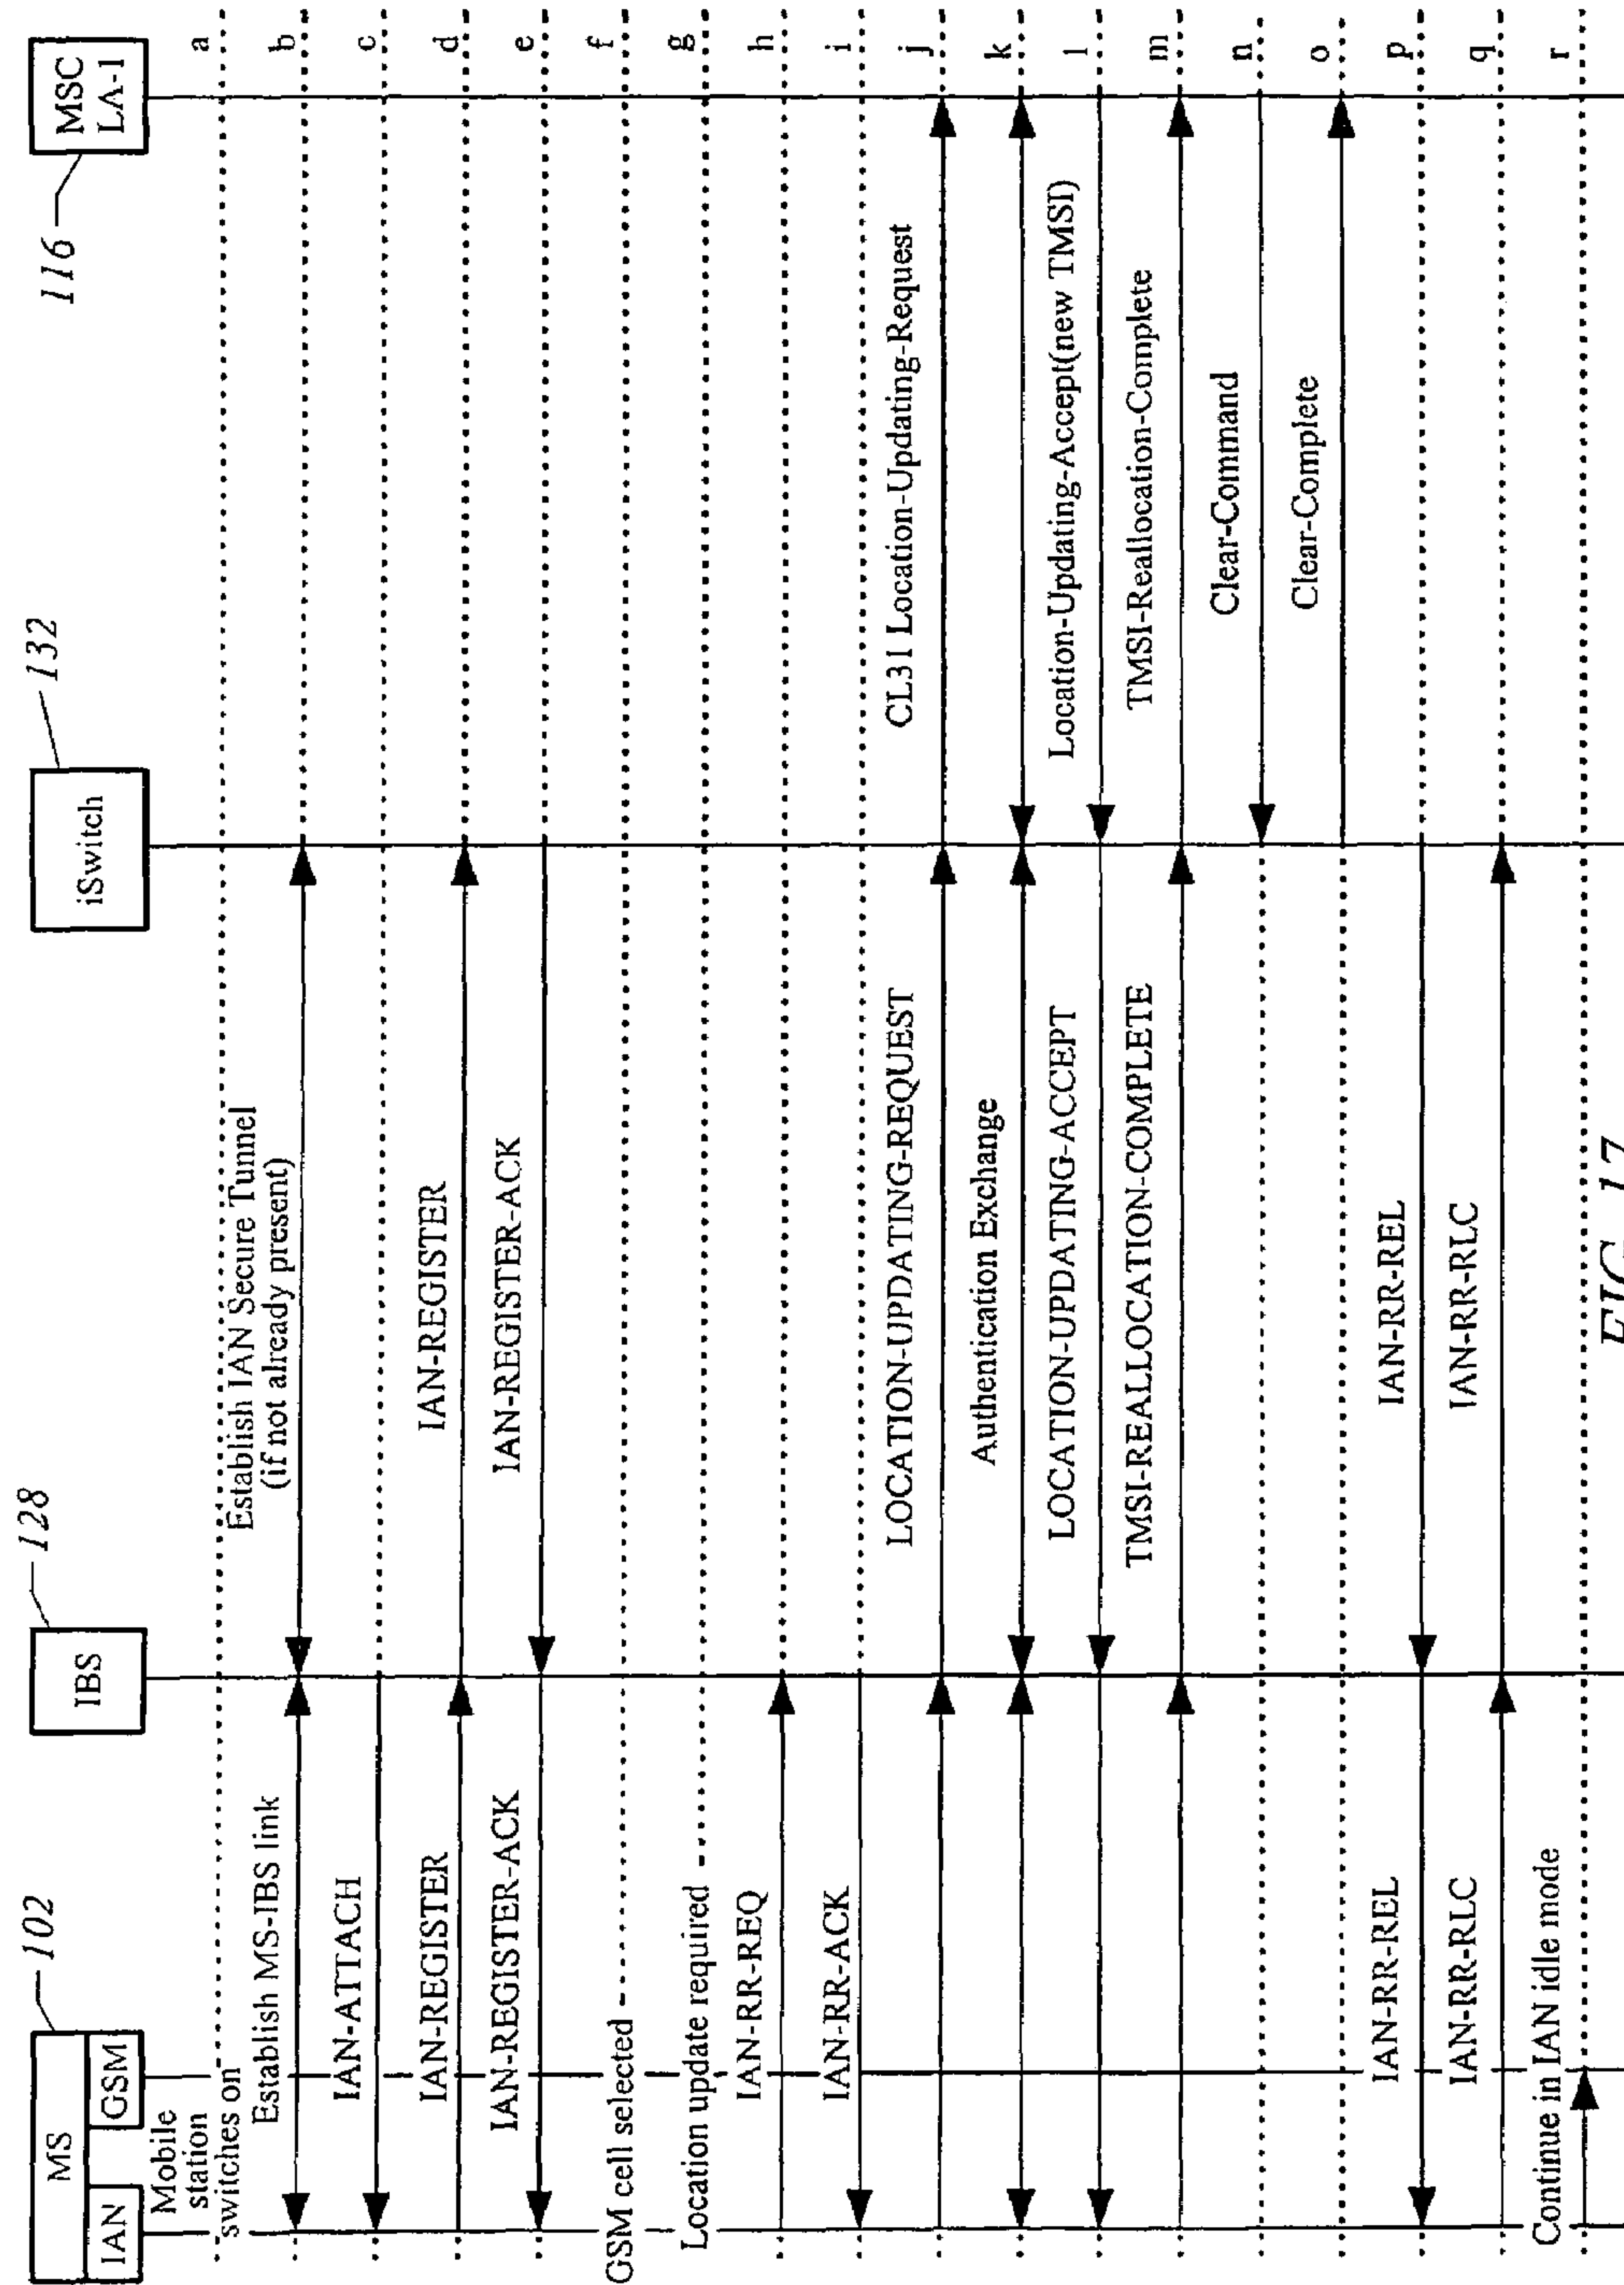 102
128
132
116
MS
IAN
GSM
IBS
iSwitch
MSC
LA-1
Mobile
station
switches on
a
Establish MS-IBS link
Establish IAN Secure Tunnel
(if not already present)
b
IAN-ATTACH
c
IAN-REGISTER
IAN-REGISTER
d
IAN-REGISTER-ACK
IAN-REGISTER-ACK
e
GSM cell selected
f
Location update required
g
IAN-RR-REQ
h
IAN-RR-ACK
i
LOCATION-UPDATING-REQUEST
CL3I Location-Updating-Request
j
Authentication Exchange
k
LOCATION-UPDATING-ACCEPT
Location-Updating-Accept(new TMSI)
l
TMSI-REALLOCATION-COMPLETE
TMSI-Reallocation-Complete
m
Clear-Command
n
Clear-Complete
o
IAN-RR-REL
IAN-RR-REL
p
IAN-RR-RLC
IAN-RR-RLC
q
Continue in IAN idle mode
r
FIG. 17